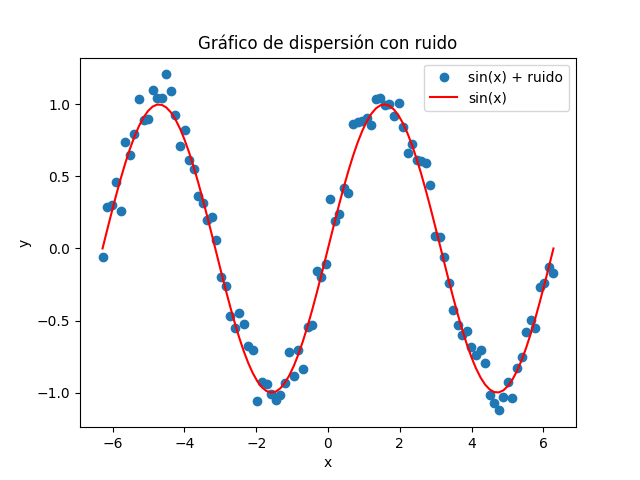 Gráfico de dispersión con ruido
sin(x) + ruido
sin(x)
y
1.0
0.5
0.0
−0.5
−1.0
−6 −4 −2 0 2 4 6
x